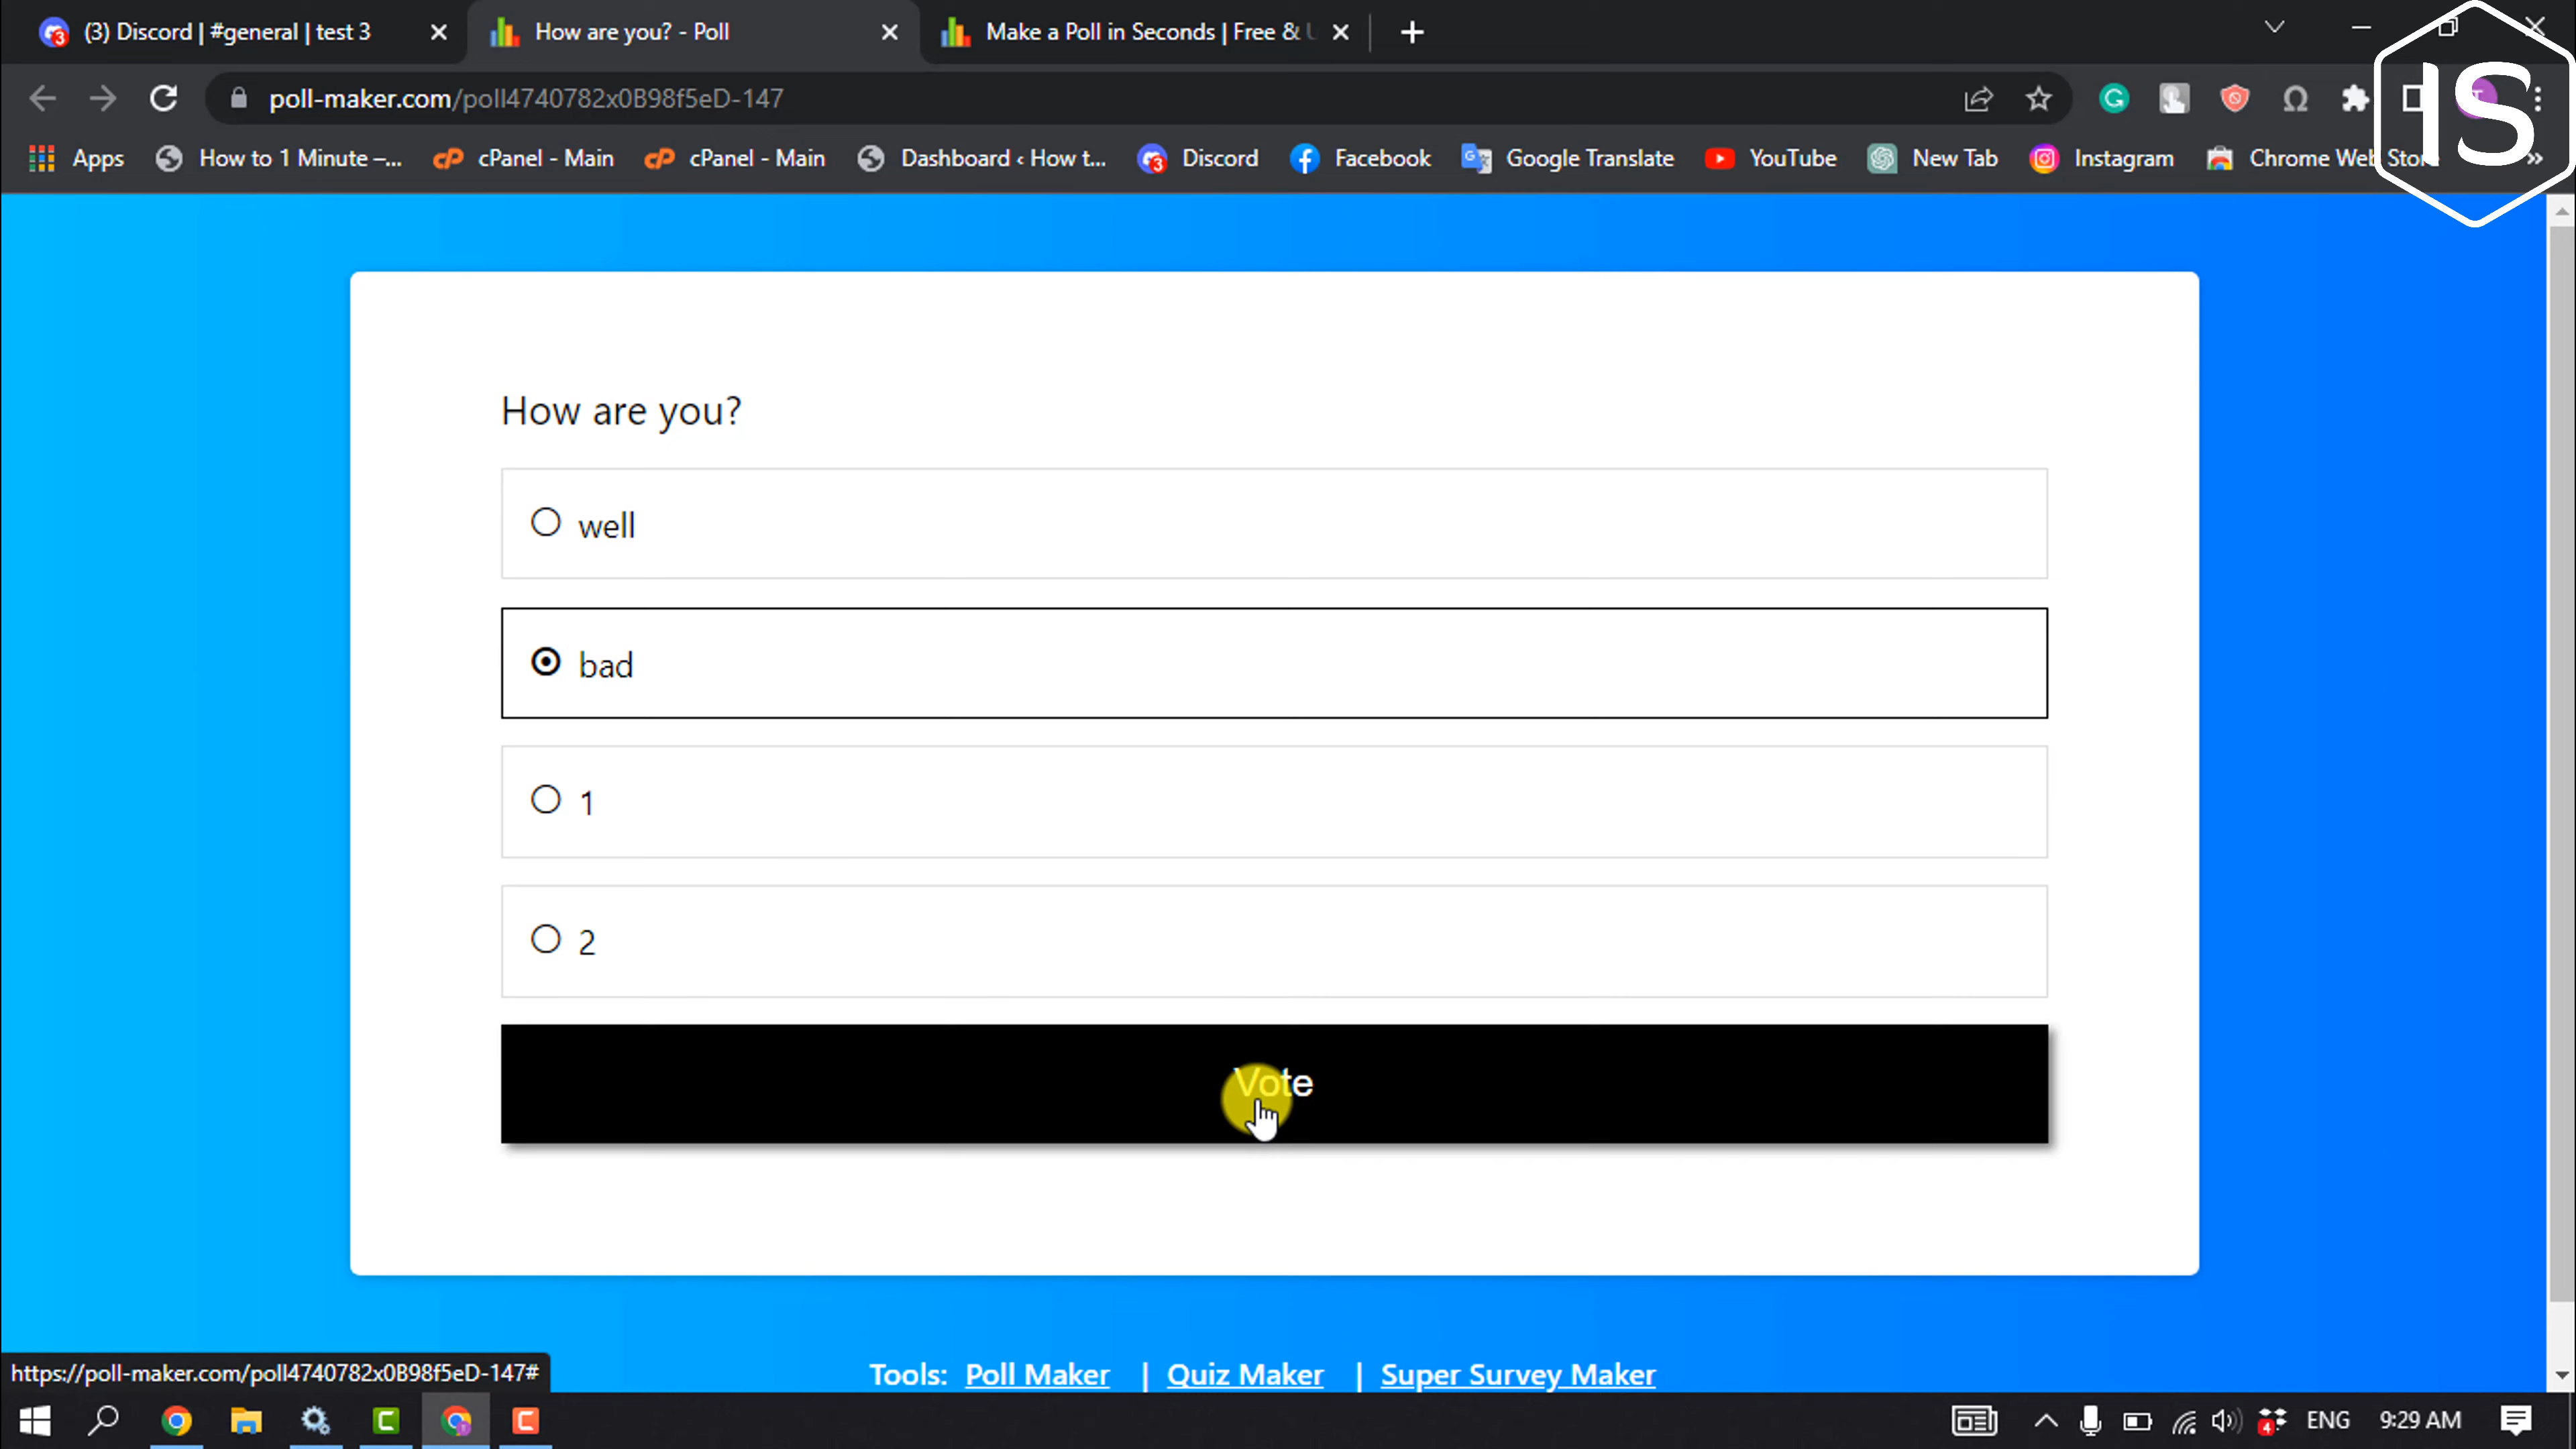 (3) Discord | #general | test 3
How are you? - Poll
Make a Poll in Seconds | Free & U
poll-maker.com/poll4740782x0B98f5eD-147
Apps
How to 1 Minute –...
cPanel - Main
cPanel - Main
Dashboard ‹ How t...
Discord
Facebook
Google Translate
YouTube
New Tab
Instagram
Chrome Web Store
»
IS
How are you?
well
bad
1
2
Vote
Tools: Poll Maker | Quiz Maker | Super Survey Maker
https://poll-maker.com/poll4740782x0B98f5eD-147#
ENG
9:29 AM